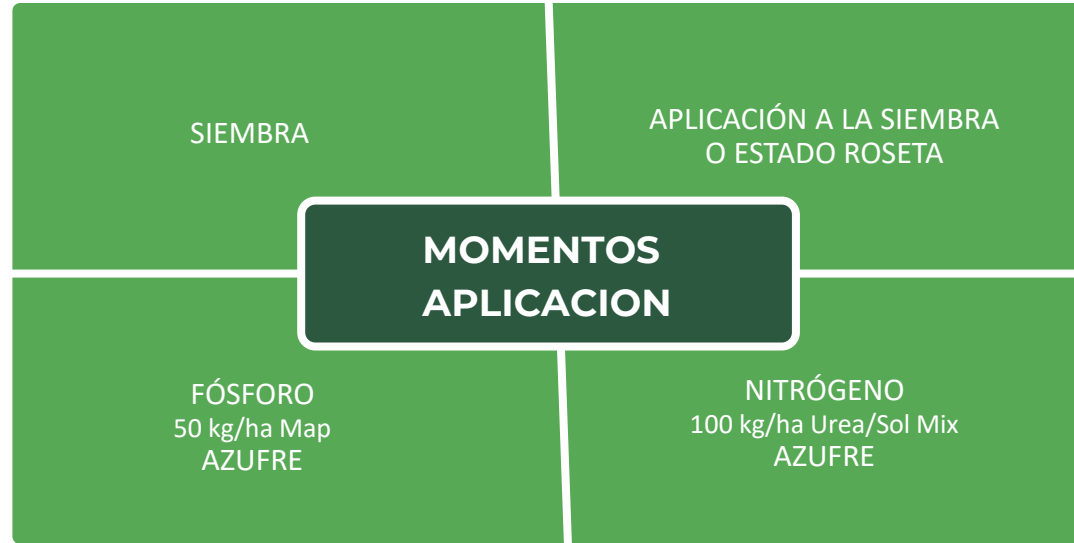 SIEMBRA
APLICACIÓN A LA SIEMBRA
O ESTADO ROSETA
MOMENTOS
APLICACION
FÓSFORO
50 kg/ha Map
AZUFRE
NITRÓGENO
100 kg/ha Urea/Sol Mix
AZUFRE